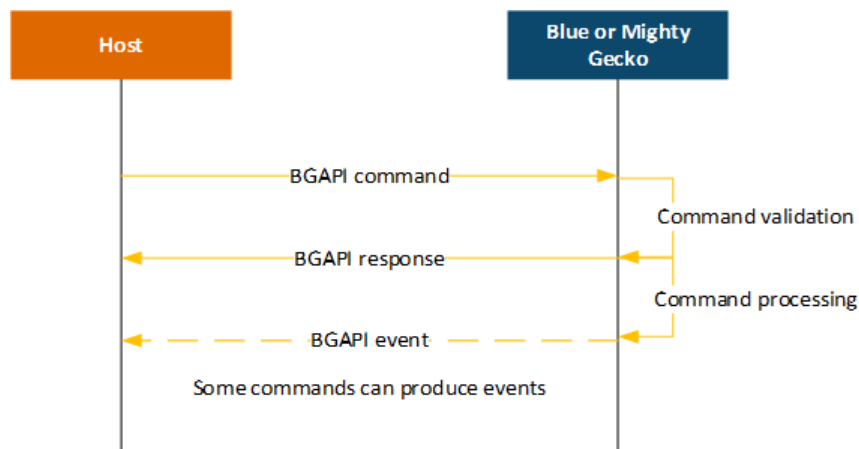 Host
Blue or Mighty
Gecko
BGAPI command
Command validation
BGAPI response
Command processing
BGAPI event
Some commands can produce events